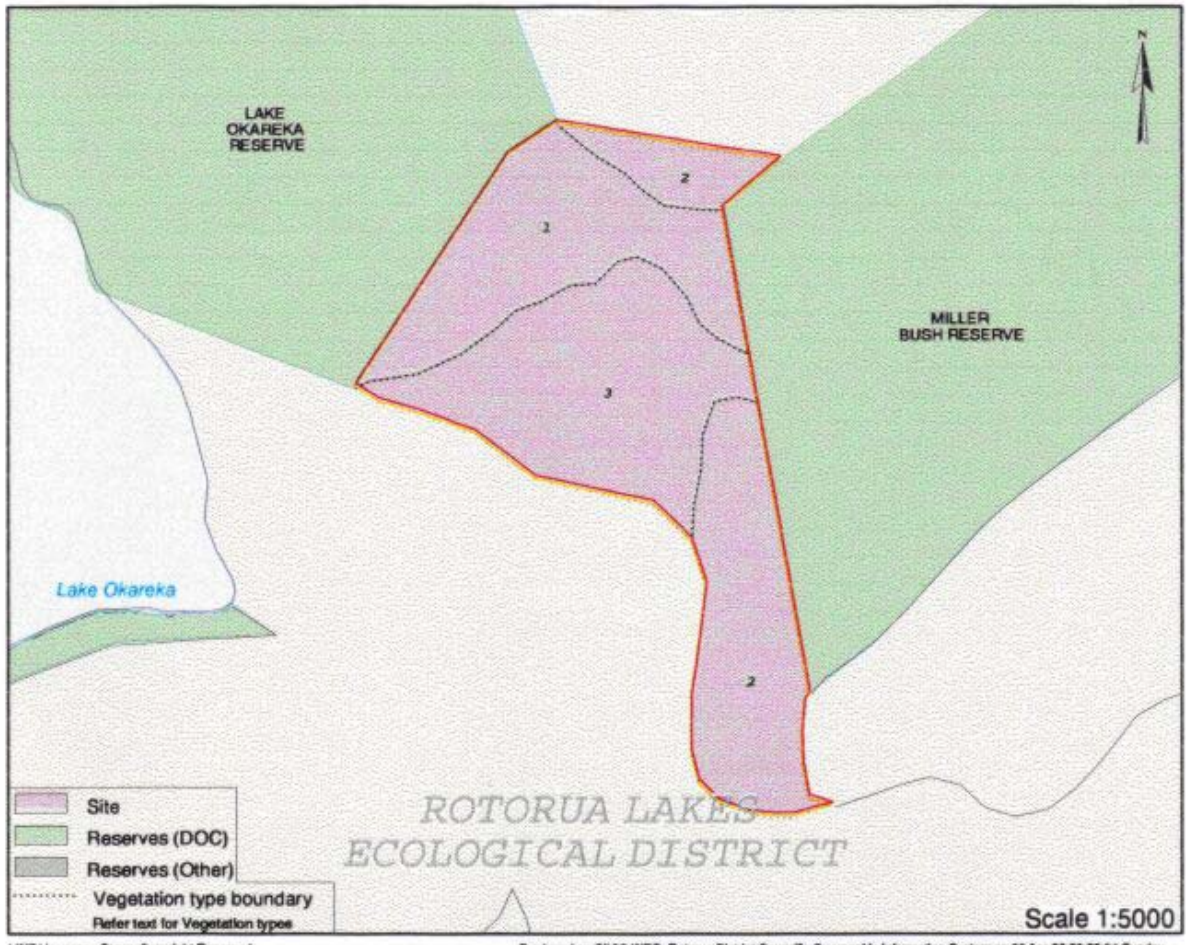 N
LAKE
OKAREKA
RESERVE
2
1
MILLER
BUSH RESERVE
3
Lake Okareka
2
Site
Reserves (DOC)
Reserves (Other)
Vegetation type boundary
Refer text for Vegetation types
ROTORUA LAKES
ECOLOGICAL DISTRICT
Scale 1:5000